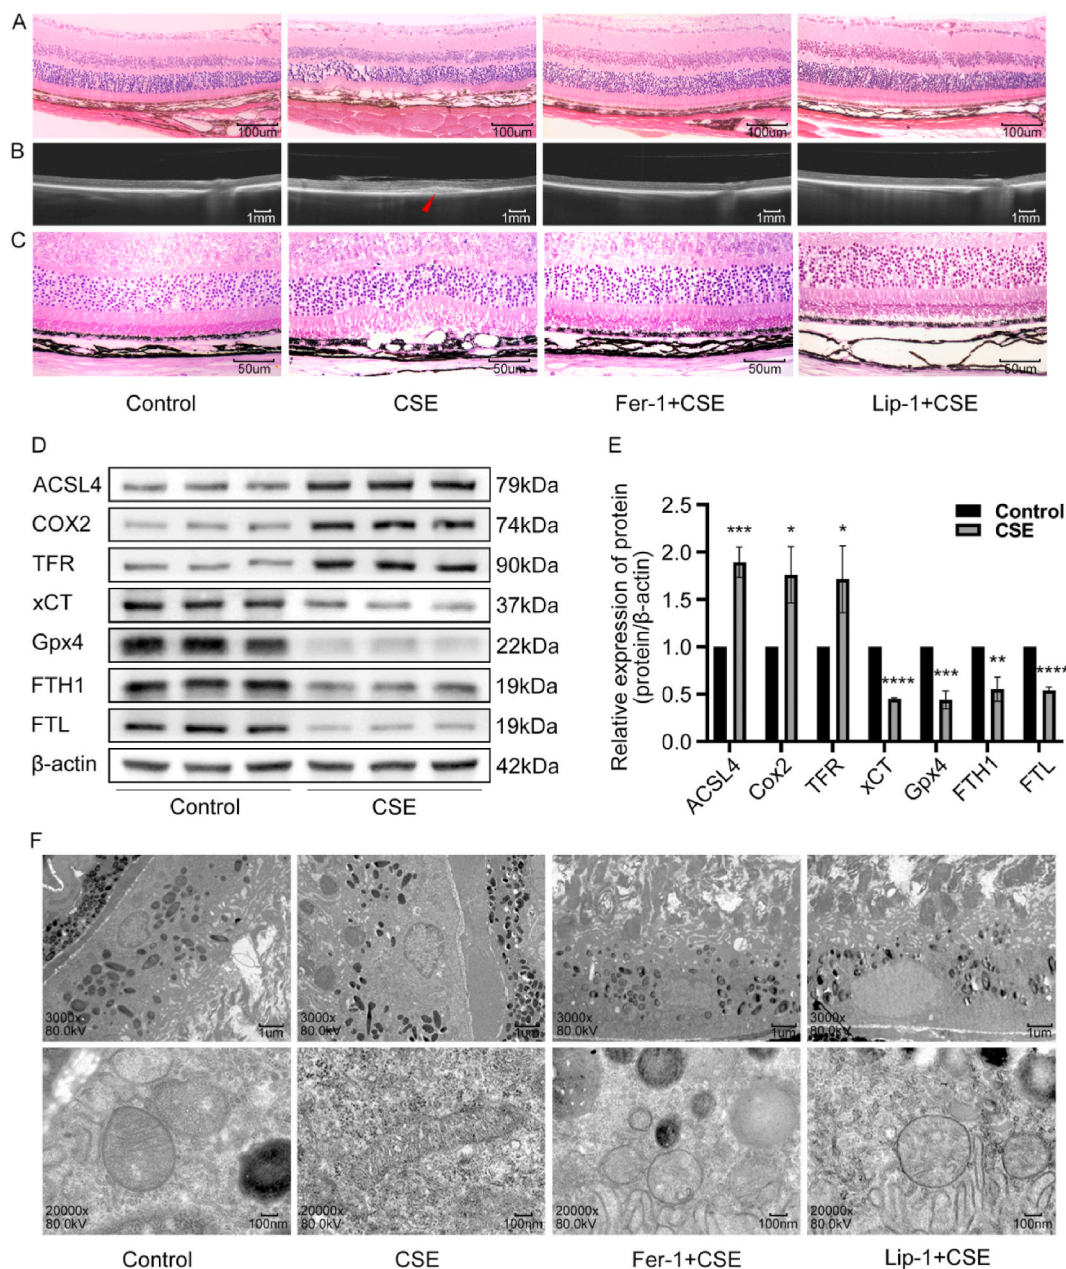 A
100um 100um 100um 100um
B
1mm 1mm 1mm 1mm
C
50um 50um 50um 50um
Control CSE Fer-1+CSE Lip-1+CSE
D
ACSL4 79kDa
COX2 74kDa
TFR 90kDa
xCT 37kDa
Gpx4 22kDa
FTH1 19kDa
FTL 19kDa
β-actin 42kDa
Control CSE
E
Relative expression of protein
(protein/β-actin)
2.5
2.0
1.5
1.0
0.5
0.0
*** * * **** *** ** ****
Control
CSE
ACSL4 Cox2 TFR xCT Gpx4 FTH1 FTL
F
3000x 3000x 3000x 3000x
80.0kV 1um 80.0kV 1um 80.0kV 1um 80.0kV 1um
20000x 20000x 20000x 20000x
80.0kV 100nm 80.0kV 100nm 80.0kV 100nm 80.0kV 100nm
Control CSE Fer-1+CSE Lip-1+CSE